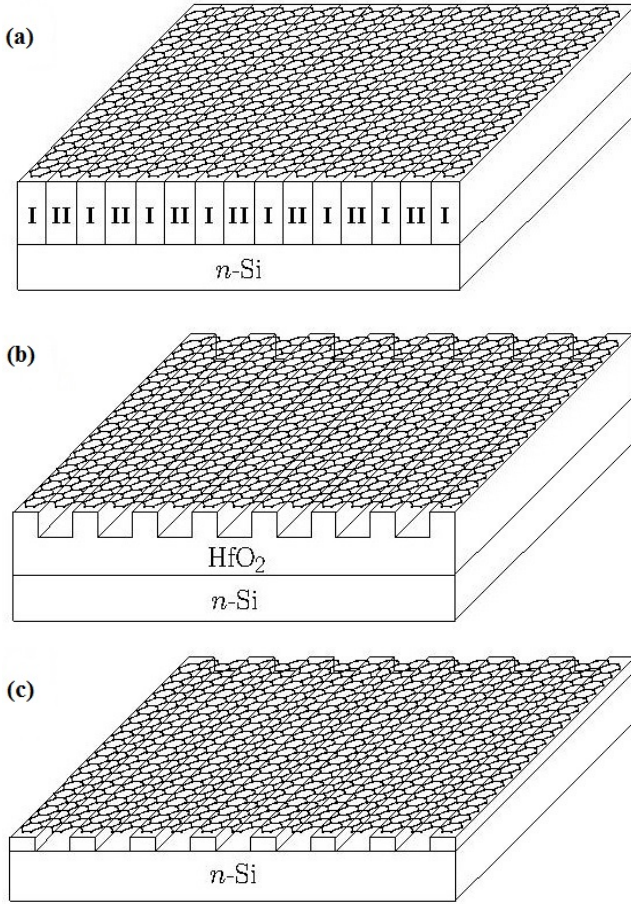 (a)
I II I II I II I II I II I II I II I
n-Si
(b)
HfO₂
n-Si
(c)
n-Si